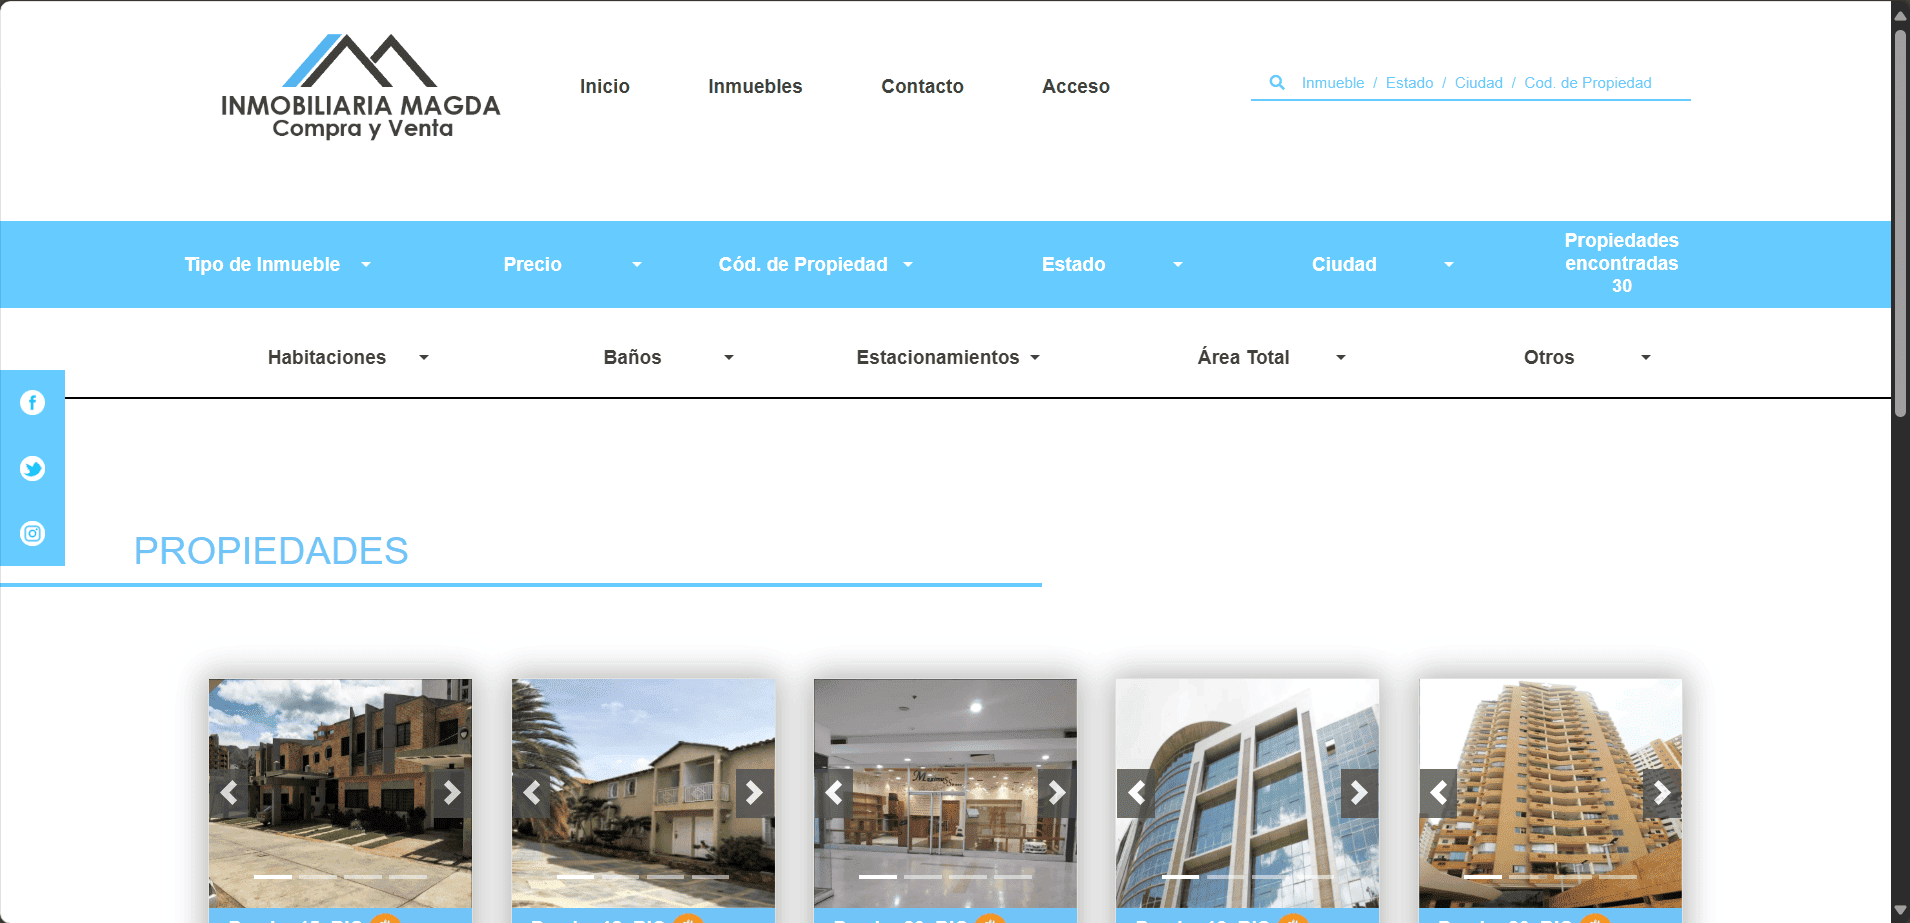 INMOBILIARIA MAGDA
Compra y Venta
Inicio
Inmuebles
Contacto
Acceso
Inmueble / Estado / Ciudad / Cod. de Propiedad
Tipo de Inmueble
Precio
Cód. de Propiedad
Estado
Ciudad
Propiedades
encontradas
30
Habitaciones
Baños
Estacionamientos
Área Total
Otros
PROPIEDADES